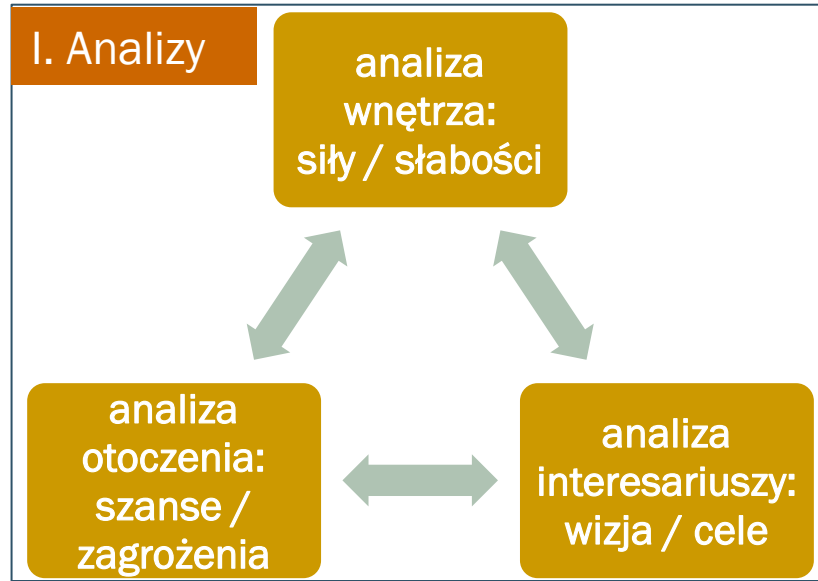 I. Analizy
analiza
wnętrza:
siły / słabości
analiza
otoczenia:
szanse /
zagrożenia
analiza
interesariuszy:
wizja / cele